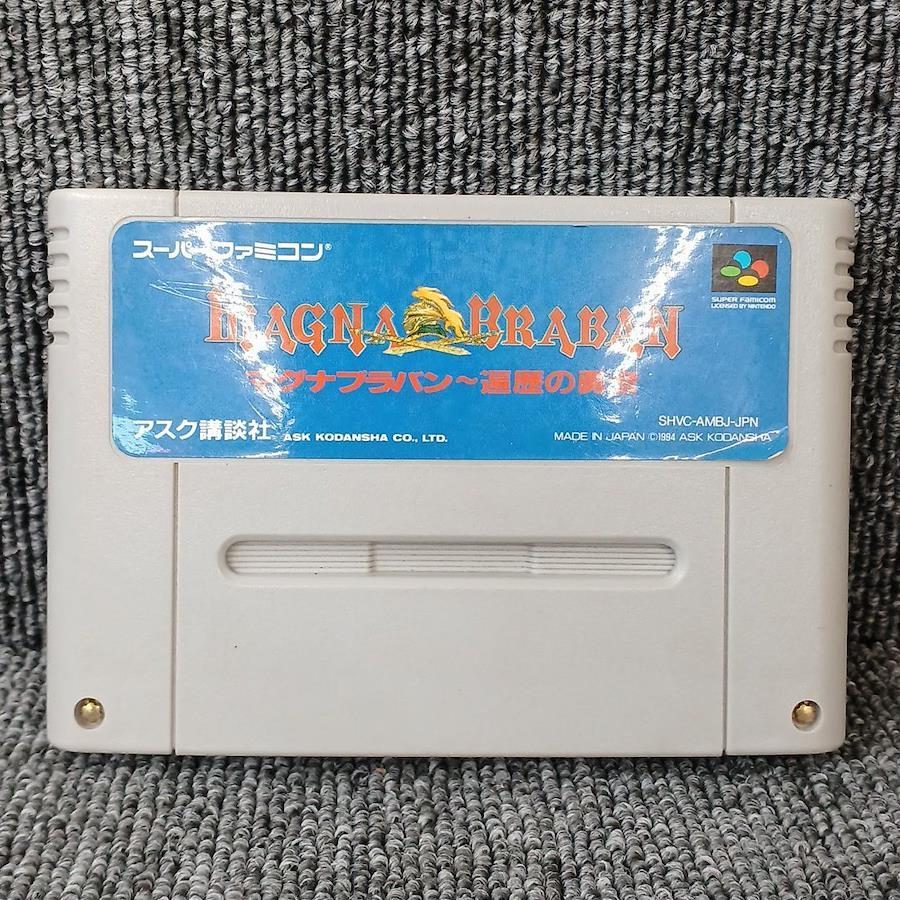 スーパーファミコン®
SUPER FAMICOM
LICENSED BY NINTENDO
MAGNA BRABAN
マグナブラバン～遍歴の勇者
アスク講談社 ASK KODANSHA CO., LTD.
SHVC-AMBJ-JPN
MADE IN JAPAN ©1994 ASK KODANSHA